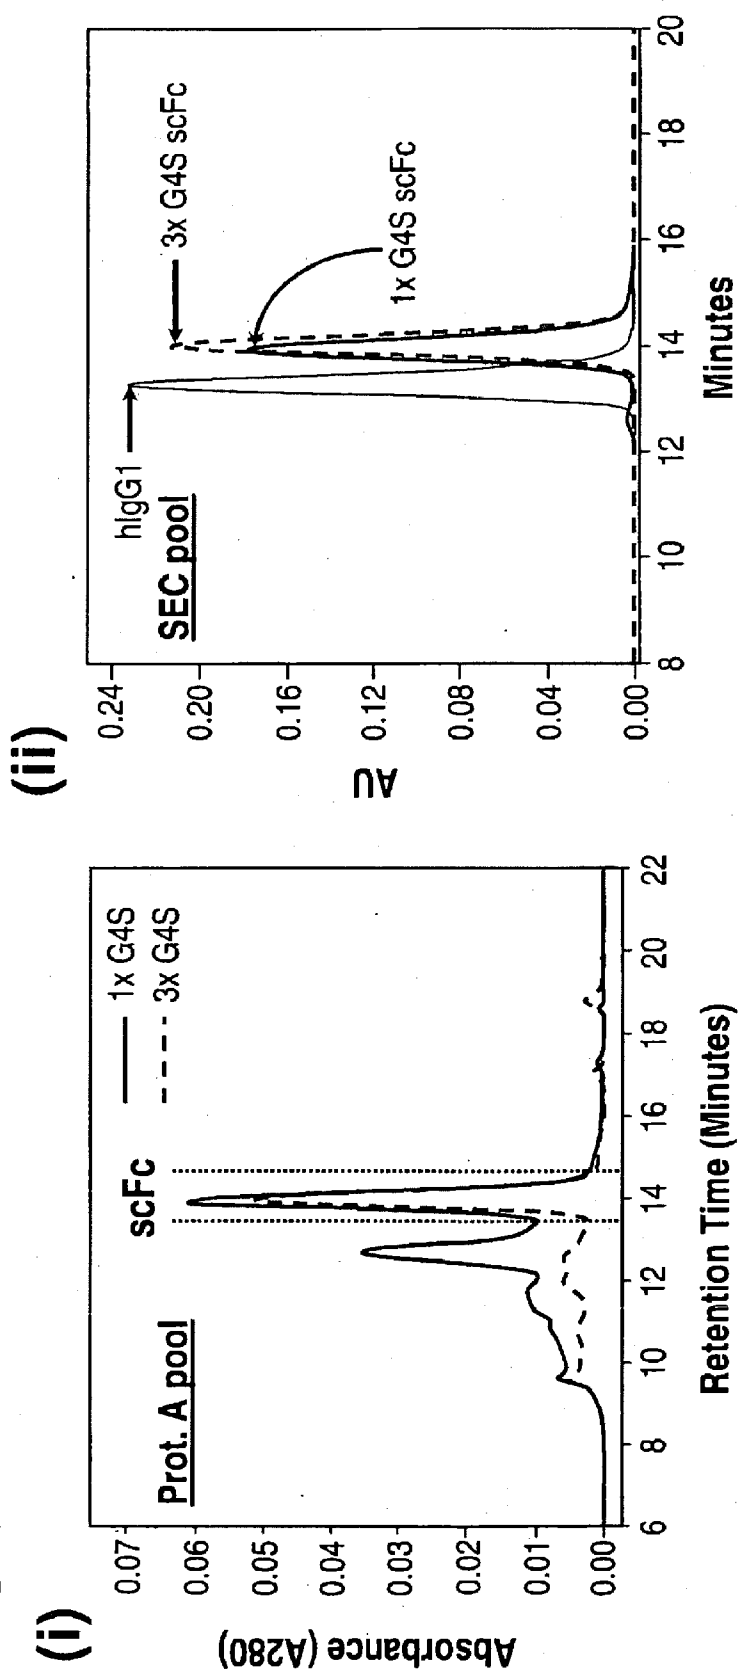 (i)
Prot. A pool
scFc
1x G4S
3x G4S
Absorbance (A280)
0.07
0.06
0.05
0.04
0.03
0.02
0.01
0.00
6
8
10
12
14
16
18
20
22
Retention Time (Minutes)
(ii)
SEC pool
hIgG1
3x G4S scFc
1x G4S scFc
AU
0.24
0.20
0.16
0.12
0.08
0.04
0.00
8
10
12
14
16
18
20
Minutes